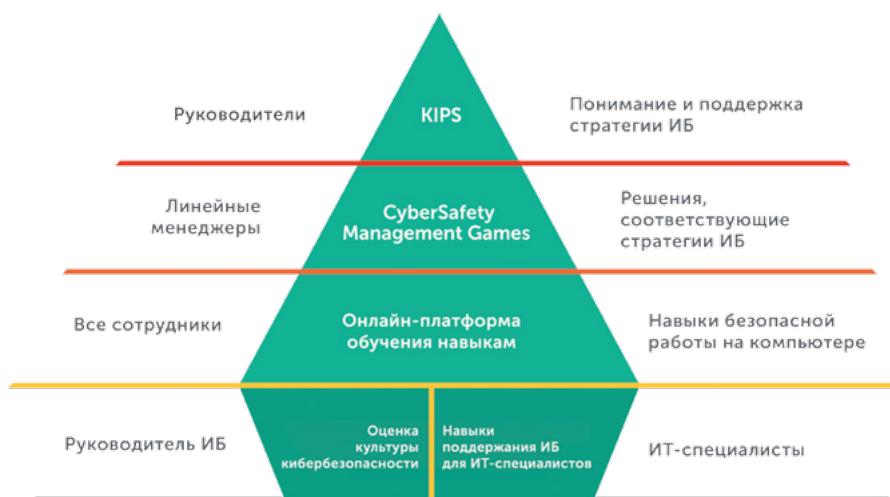 Руководители
KIPS
Понимание и поддержка
стратегии ИБ
Линейные
менеджеры
CyberSafety
Management Games
Решения,
соответствующие
стратегии ИБ
Все сотрудники
Онлайн-платформа
обучения навыкам
Навыки безопасной
работы на компьютере
Руководитель ИБ
Оценка
культуры
кибербезопасности
Навыки
поддержания ИБ
для ИТ-специалистов
ИТ-специалисты